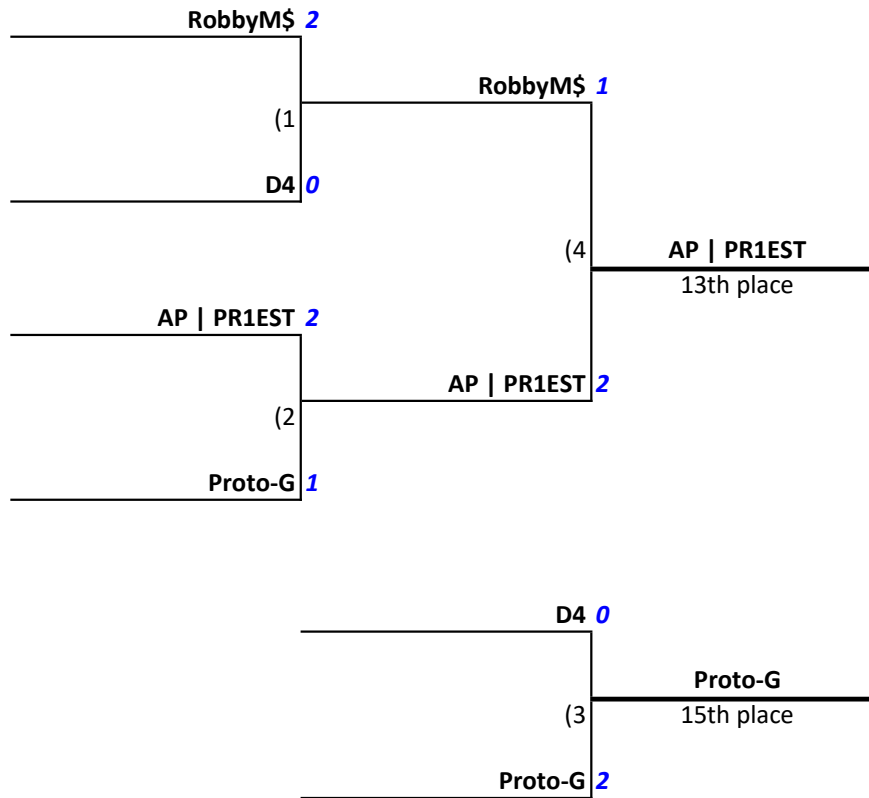 RobbyM$ 2
RobbyM$ 1
(1
D4 0
(4
AP | PR1EST
13th place
AP | PR1EST 2
AP | PR1EST 2
(2
Proto-G 1
D4 0
Proto-G
(3
15th place
Proto-G 2